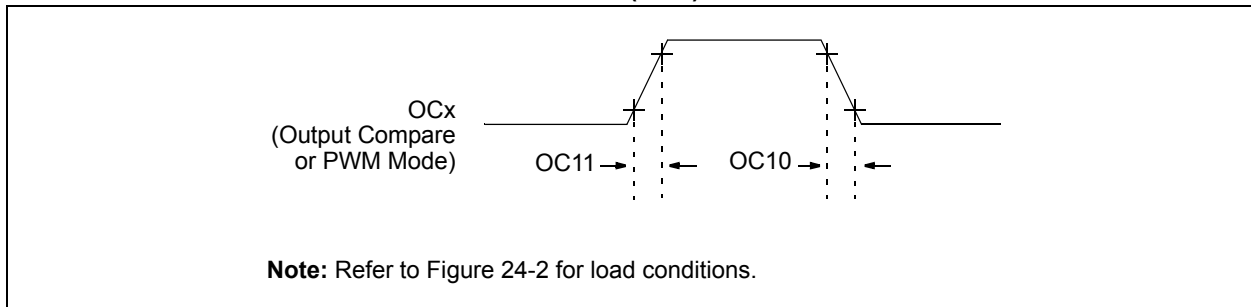 OCx
(Output Compare
or PWM Mode)
OC11
OC10
Note: Refer to Figure 24-2 for load conditions.